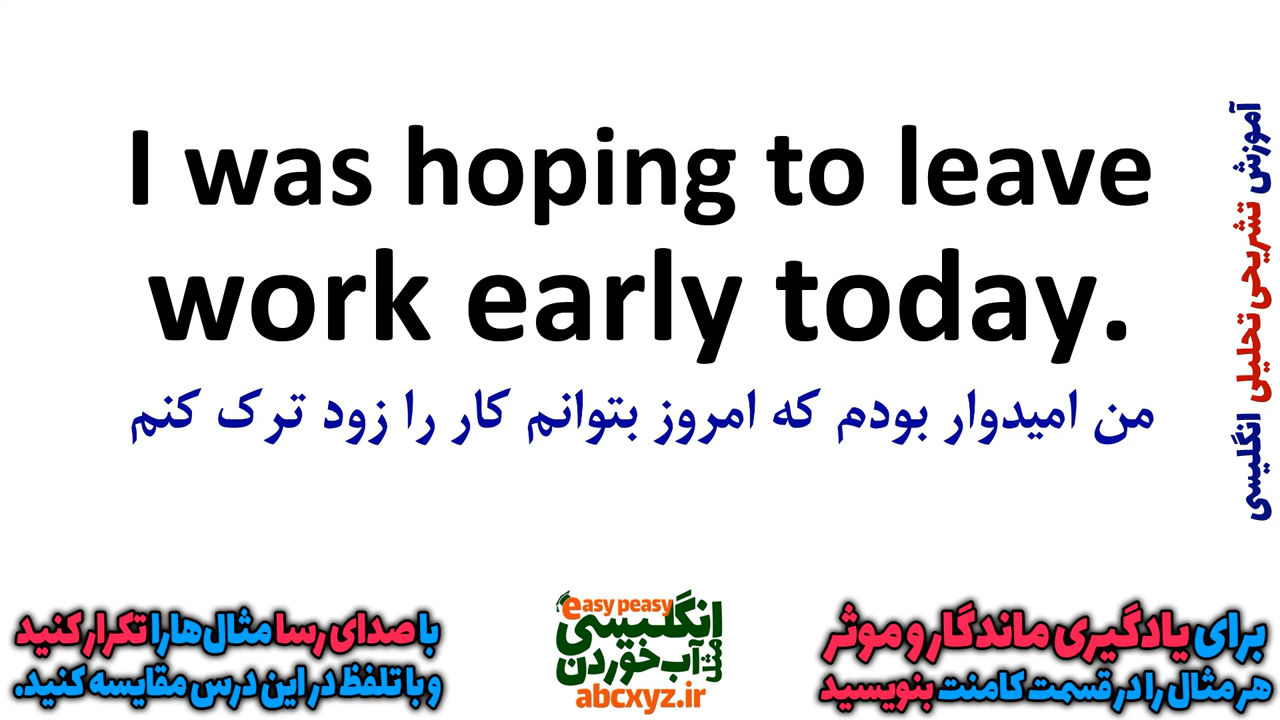 I was hoping to leave
work early today.
من امیدوار بودم که امروز بتوانم کار را زود ترک کنم
آموزش تشریحی تحلیلی انگلیسی
برای یادگیری ماندگار و موثر
هر مثال را در قسمت کامنت بنویسید
easy peasy
انگلیسی
مثل
آب خوردن
abcxyz.ir
با صدای رسا مثال‌ها را تکرار کنید
و با تلفظ در این درس مقایسه کنید.